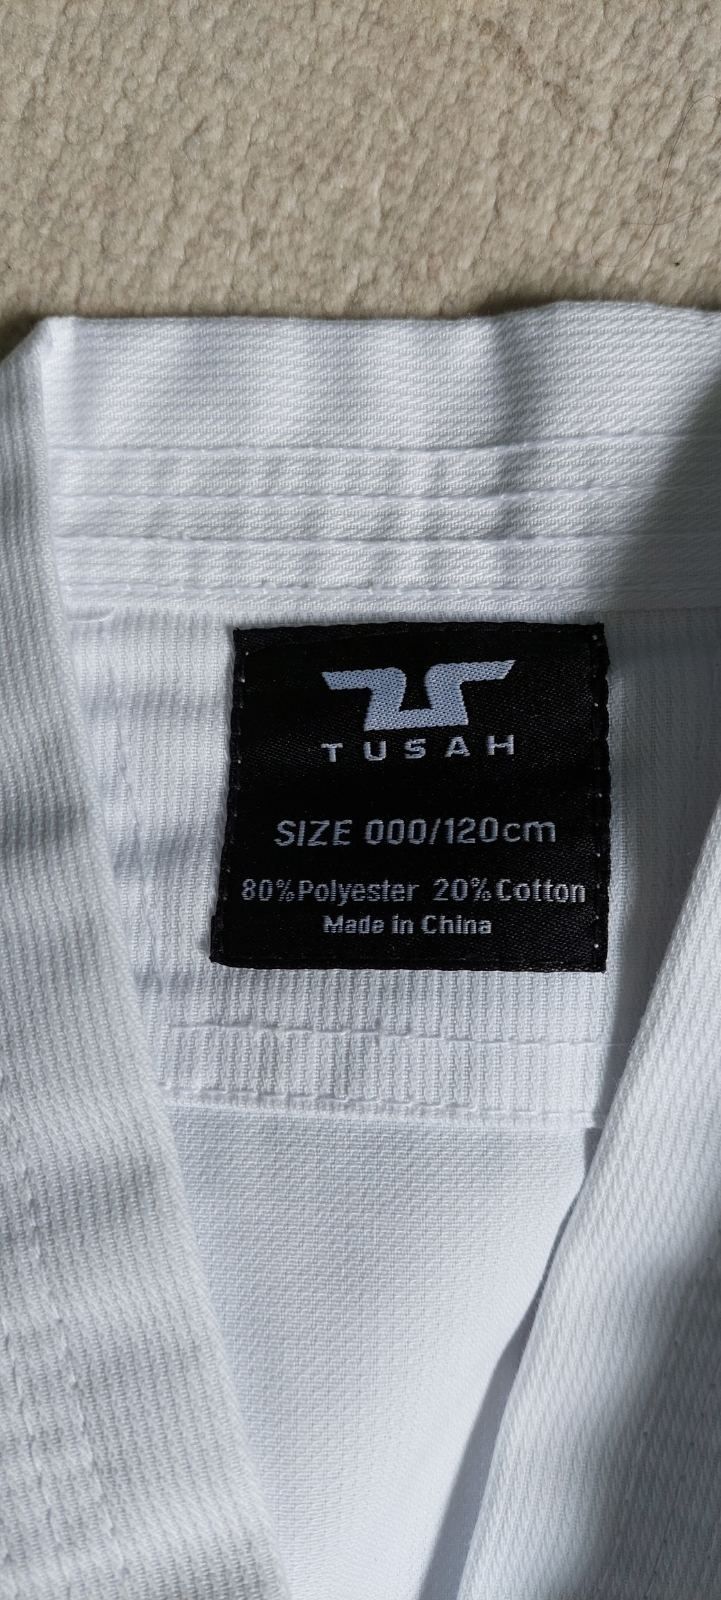 TUSAH
SIZE 000/120cm
80%Polyester 20%Cotton
Made in China